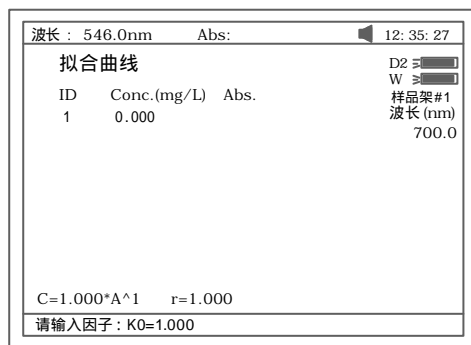 波长 : 546.0nm Abs: 12: 35: 27
拟合曲线
D2
W
ID Conc.(mg/L) Abs.
样品架#1
1 0.000
波长 (nm)
700.0
C=1.000*A^1 r=1.000
请输入因子 : K0=1.000